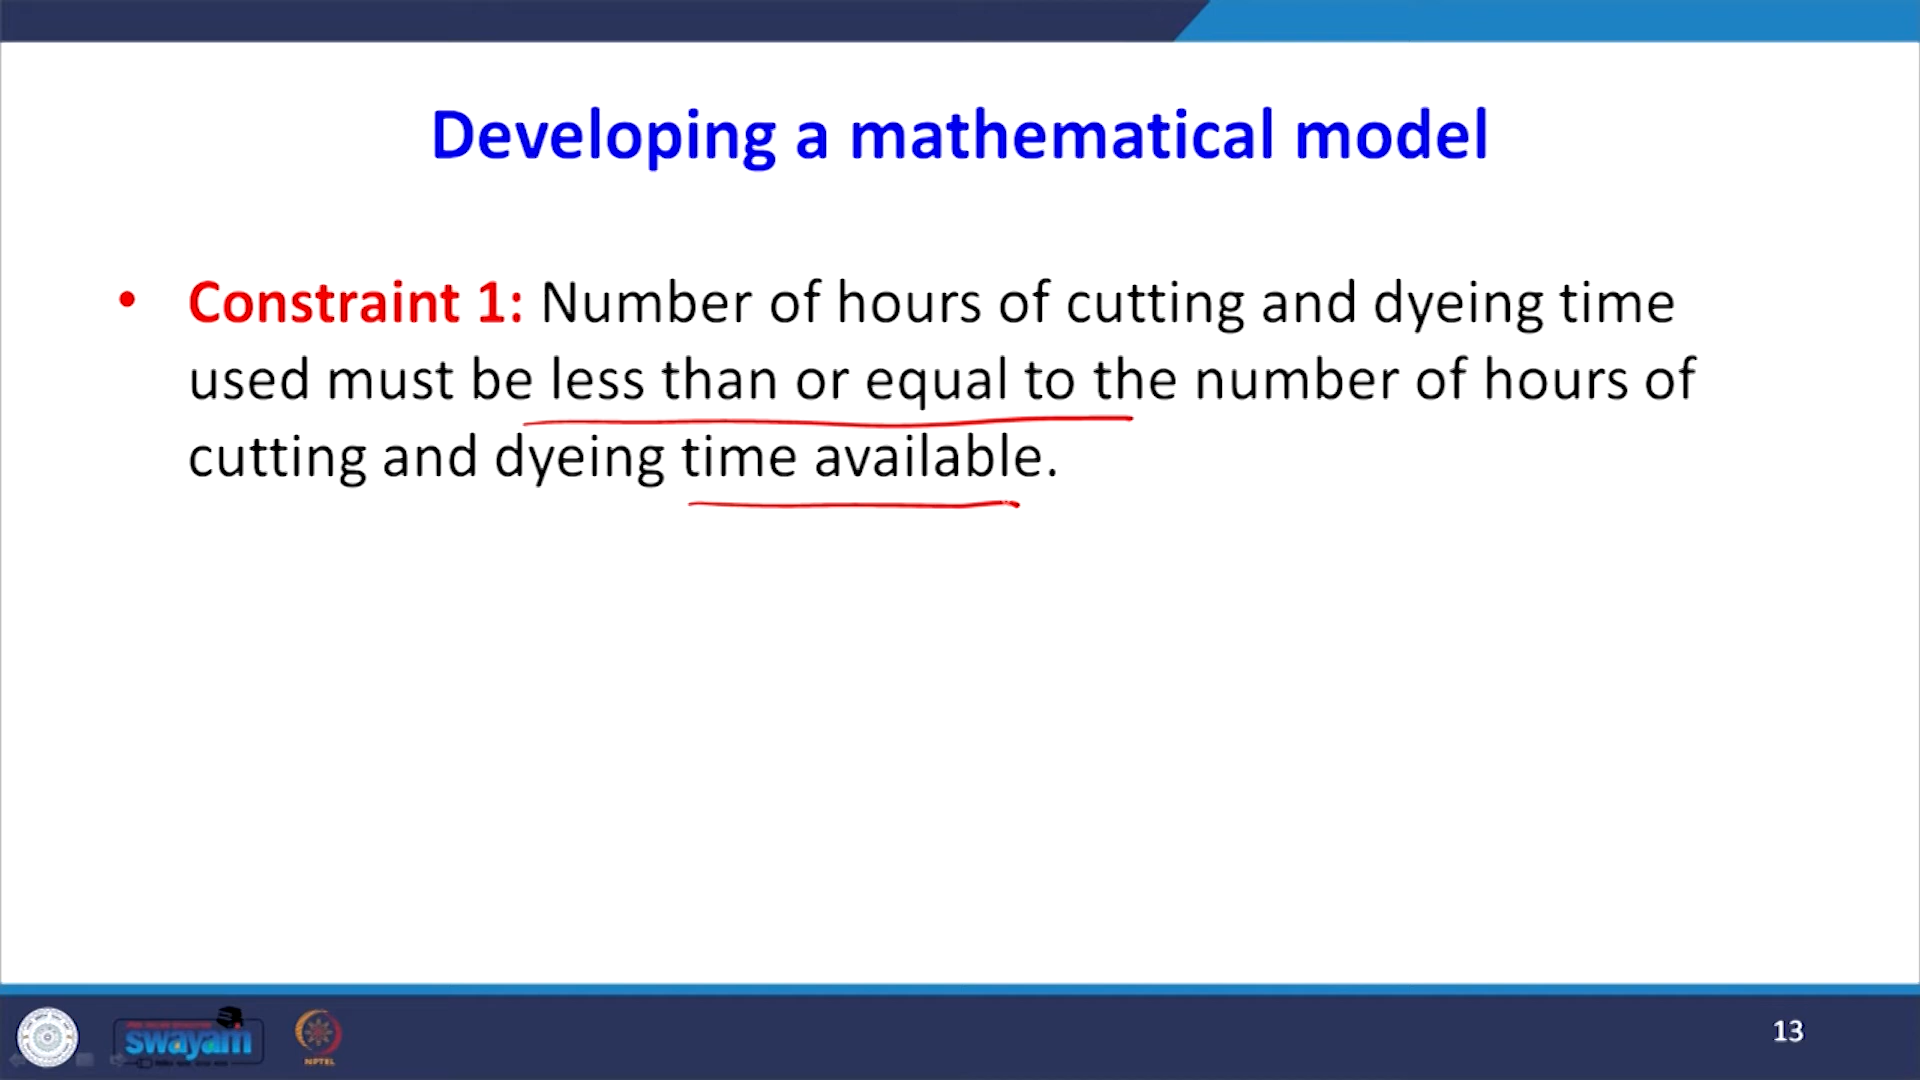 Developing a mathematical model
• Constraint 1: Number of hours of cutting and dyeing time
used must be less than or equal to the number of hours of
cutting and dyeing time available.
swayam
NPTEL
13